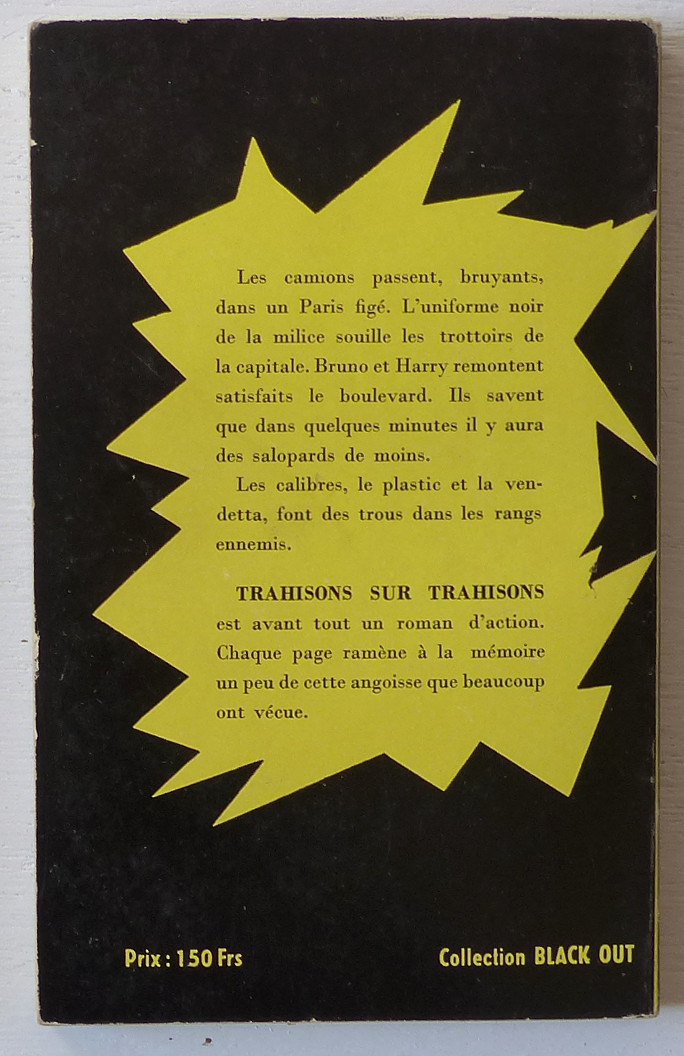 Les camions passent, bruyants,
dans un Paris figé. L'uniforme noir
de la milice souille les trottoirs de
la capitale. Bruno et Harry remontent
satisfaits le boulevard. Ils savent
que dans quelques minutes il y aura
des salopards de moins.
Les calibres, le plastic et la ven-
detta, font des trous dans les rangs
ennemis.
TRAHISONS SUR TRAHISONS
est avant tout un roman d'action.
Chaque page ramène à la mémoire
un peu de cette angoisse que beaucoup
ont vécue.
Prix : 150 Frs
Collection BLACK OUT